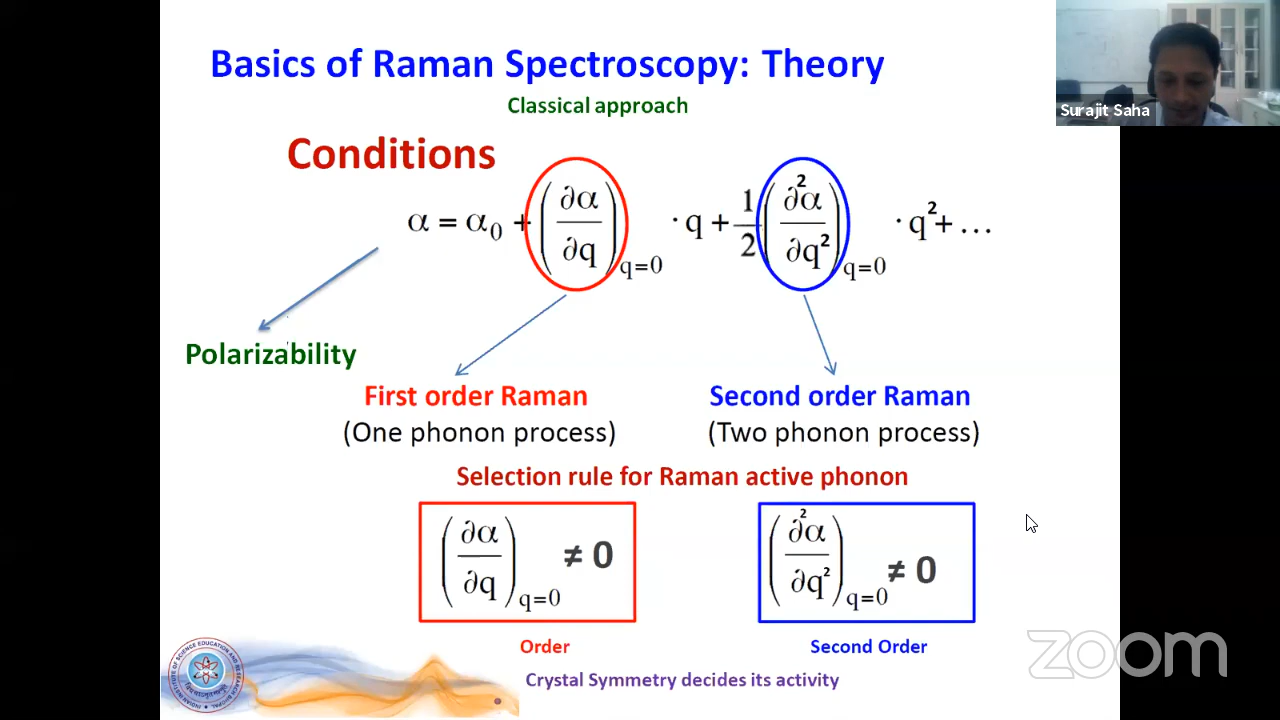 Basics of Raman Spectroscopy: Theory
Classical approach
Surajit Saha
Conditions
α = α₀ + (∂α/∂q)q=0 · q + 1/2 (∂²α/∂q²)q=0 · q² + ...
Polarizability
First order Raman
Second order Raman
(One phonon process)
(Two phonon process)
Selection rule for Raman active phonon
(∂α/∂q)q=0 ≠ 0
(∂²α/∂q²)q=0 ≠ 0
Order
Second Order
Crystal Symmetry decides its activity
zoom